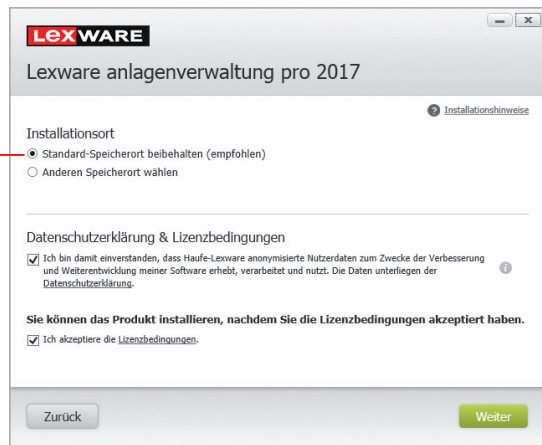 LEXWARE
Lexware anlagenverwaltung pro 2017
? Installationshinweise
Installationsort
Standard-Speicherort beibehalten (empfohlen)
Anderen Speicherort wählen
Datenschutzerklärung & Lizenzbedingungen
Ich bin damit einverstanden, dass Haufe-Lexware anonymisierte Nutzerdaten zum Zwecke der Verbesserung
und Weiterentwicklung meiner Software erhebt, verarbeitet und nutzt. Die Daten unterliegen der
Datenschutzerklärung.
Sie können das Produkt installieren, nachdem Sie die Lizenzbedingungen akzeptiert haben.
Ich akzeptiere die Lizenzbedingungen.
Zurück
Weiter